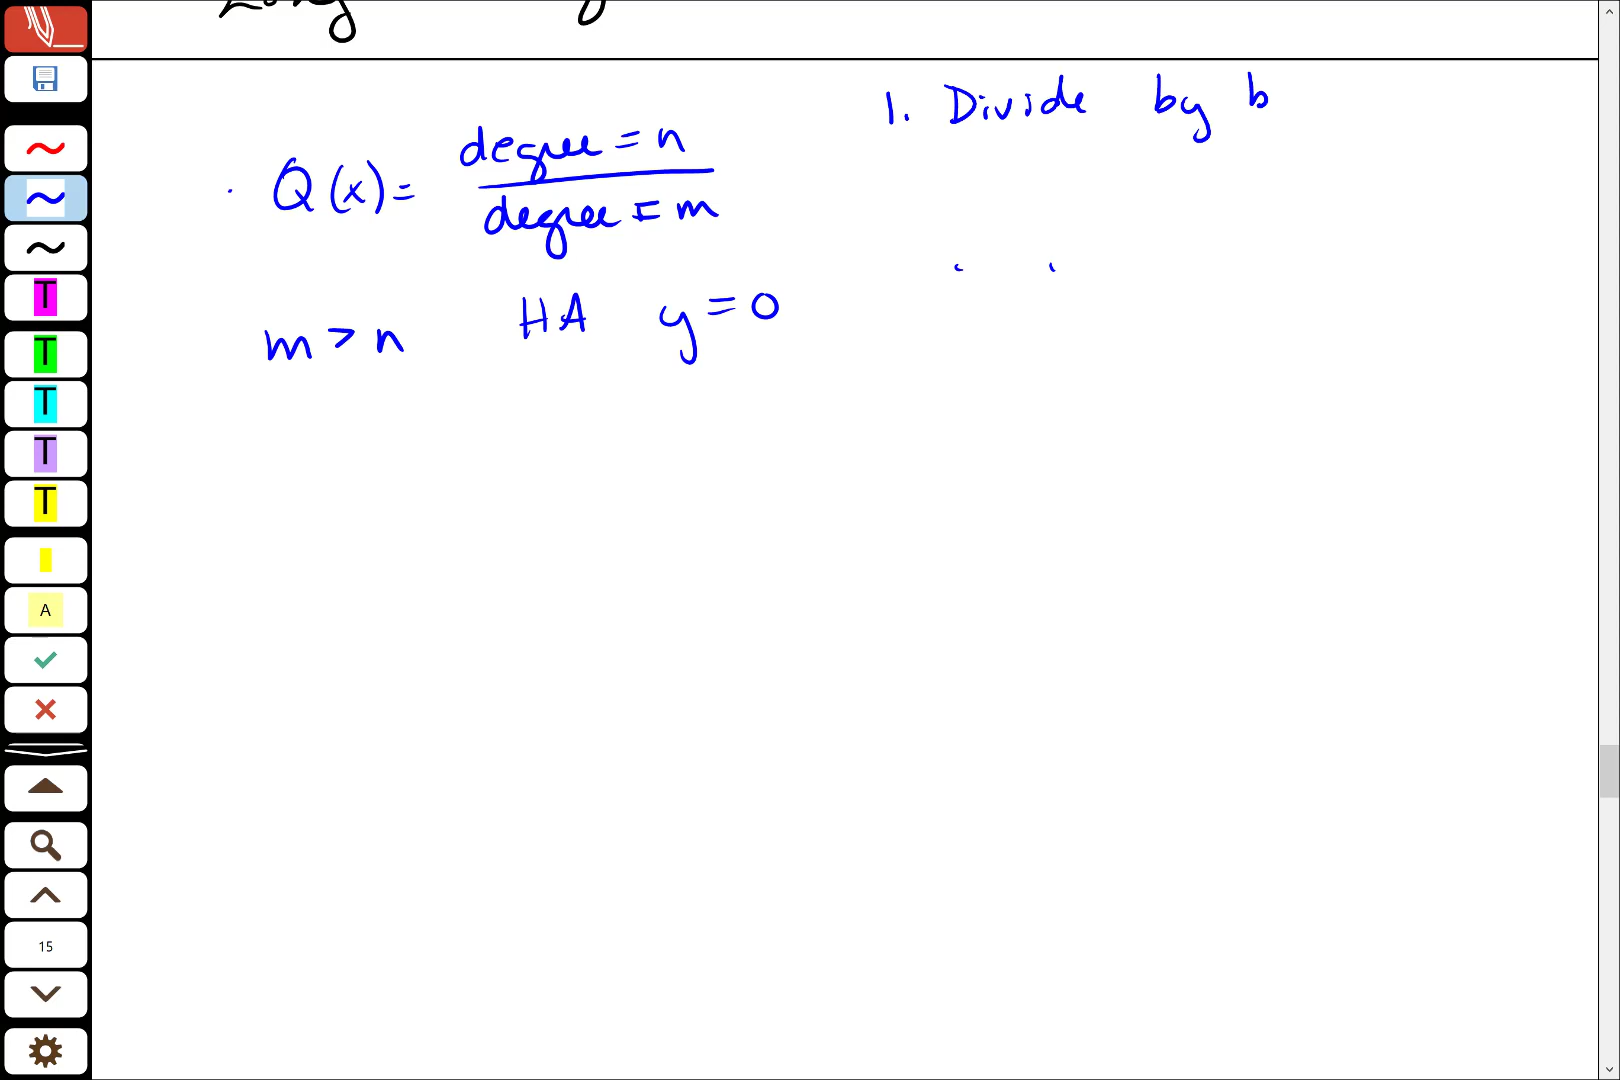 1. Divide by b
Q(x) = degree = n
degree = m
m > n HA y = 0
T
T
T
T
T
A
15